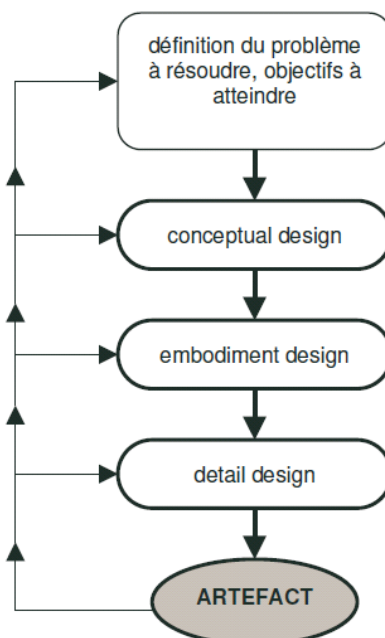 définition du problème
à résoudre, objectifs à
atteindre
conceptual design
embodiment design
detail design
ARTEFACT